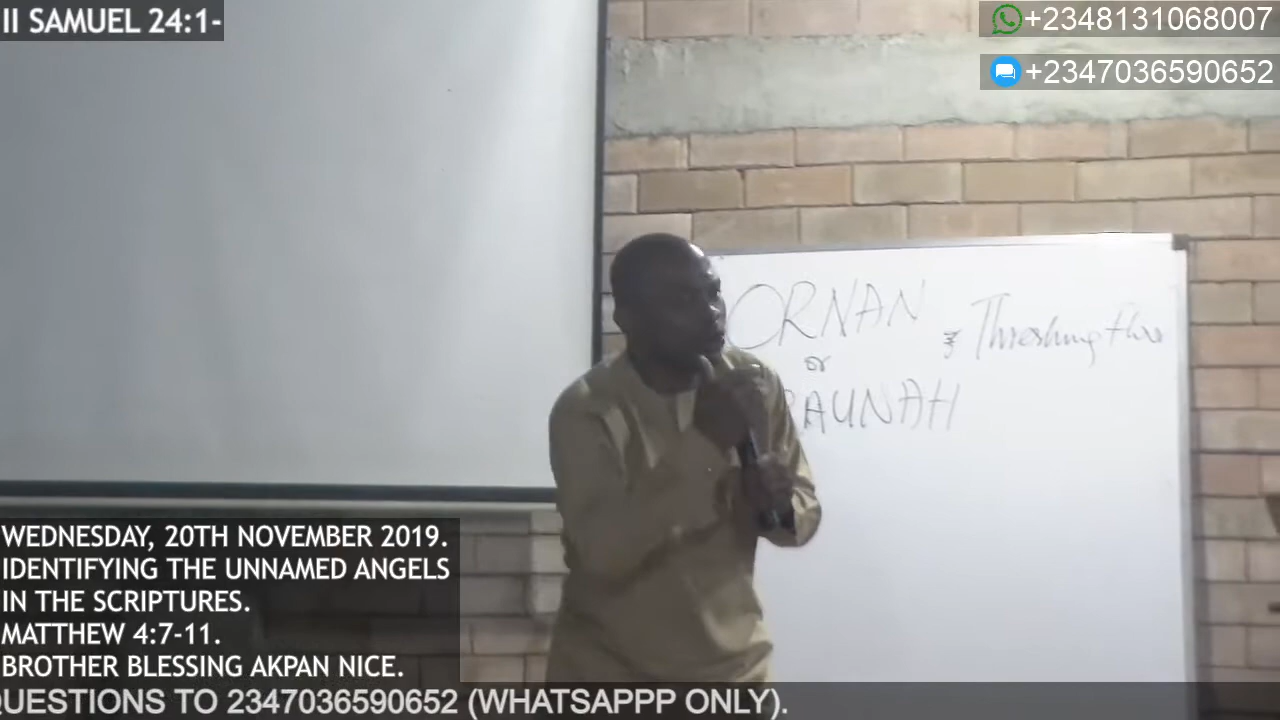 II SAMUEL 24:1-
+2348131068007
+2347036590652
ORNAN
or
RAUNAH
& Threshing floor
WEDNESDAY, 20TH NOVEMBER 2019.
IDENTIFYING THE UNNAMED ANGELS
IN THE SCRIPTURES.
MATTHEW 4:7-11.
BROTHER BLESSING AKPAN NICE.
QUESTIONS TO 2347036590652 (WHATSAPPP ONLY).